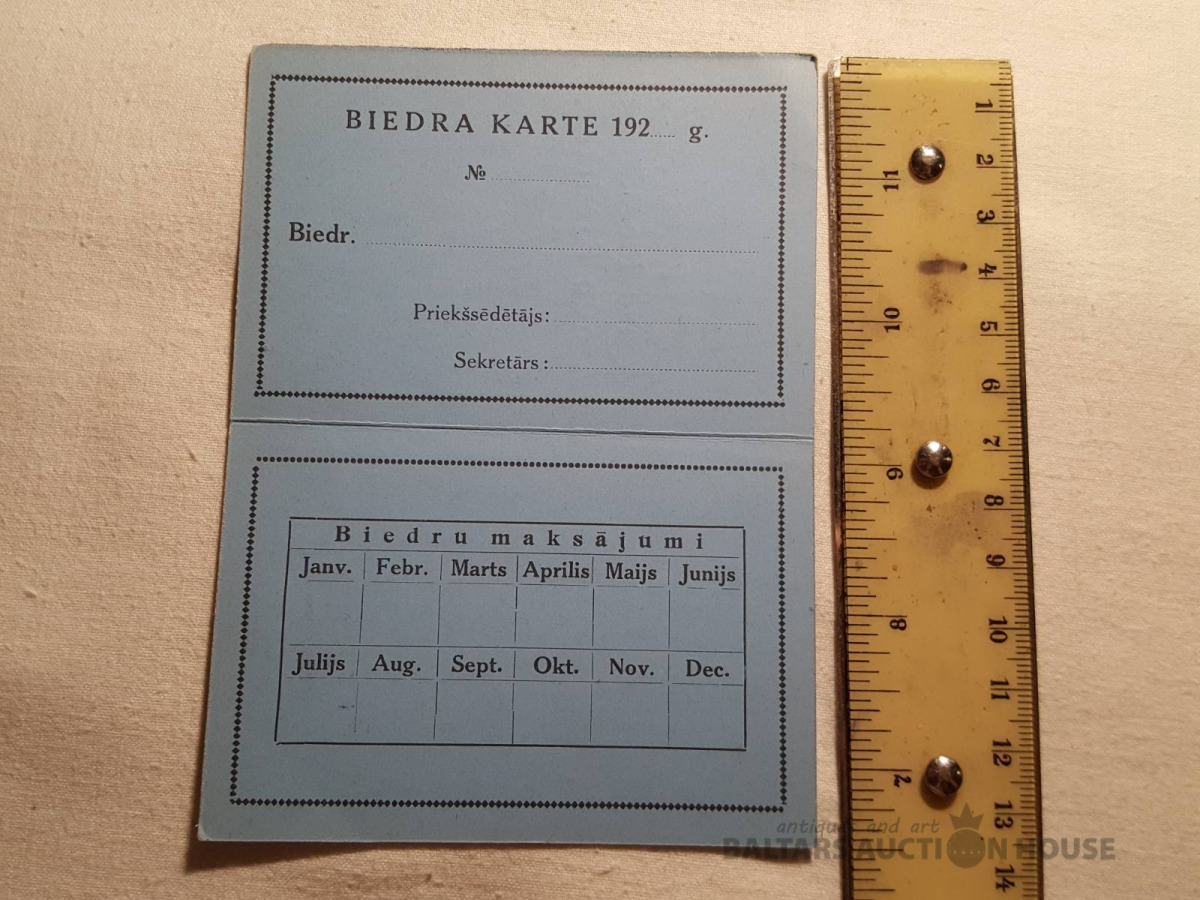 BIEDRA KARTE 192..... g.
№ ....................
Biedr. ................................................................
Priekšsēdētājs: ................................
Sekretārs : ................................
Biedru maksājumi
Janv. Febr. Marts Aprilis Maijs Junijs
Julijs Aug. Sept. Okt. Nov. Dec.
1
2
3
4
5
6
7
8
9
10
11
12
13
14
11
10
9
8
7
antiques and art
BALTARS AUCTION HOUSE